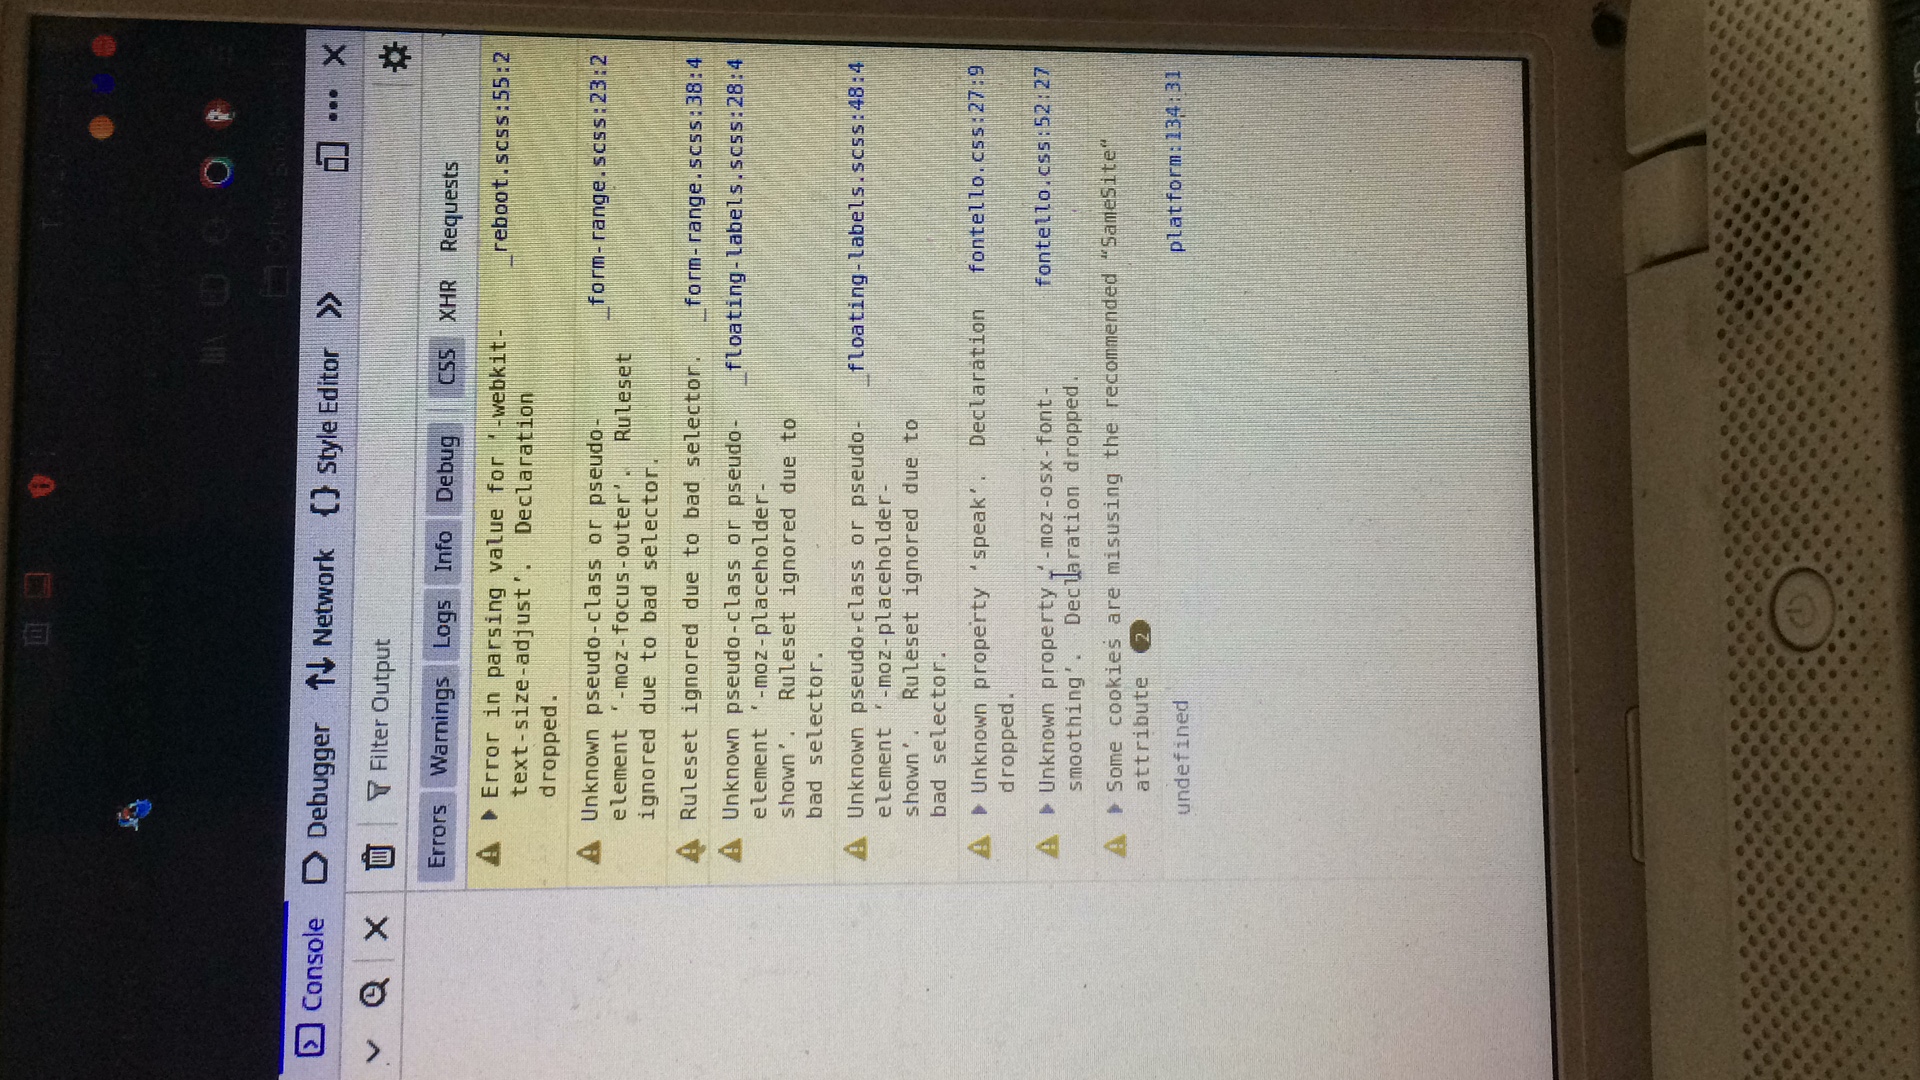 Console Debugger Network Style Editor
Filter Output
Errors Warnings Logs Info Debug CSS XHR Requests
Error in parsing value for ‘-webkit- _reboot.scss:55:2
text-size-adjust’. Declaration
dropped.
Unknown pseudo-class or pseudo- _form-range.scss:23:2
element ‘-moz-focus-outer’. Ruleset
ignored due to bad selector.
Ruleset ignored due to bad selector. _form-range.scss:38:4
Unknown pseudo-class or pseudo- _floating-labels.scss:28:4
element ‘-moz-placeholder-
shown’. Ruleset ignored due to
bad selector.
Unknown pseudo-class or pseudo- _floating-labels.scss:48:4
element ‘-moz-placeholder-
shown’. Ruleset ignored due to
bad selector.
Unknown property ‘speak’. Declaration fontello.css:27:9
dropped.
Unknown property ‘-moz-osx-font- fontello.css:52:27
smoothing’. Declaration dropped.
Some cookies are misusing the recommended “SameSite“
attribute 2
undefined platform:134:31